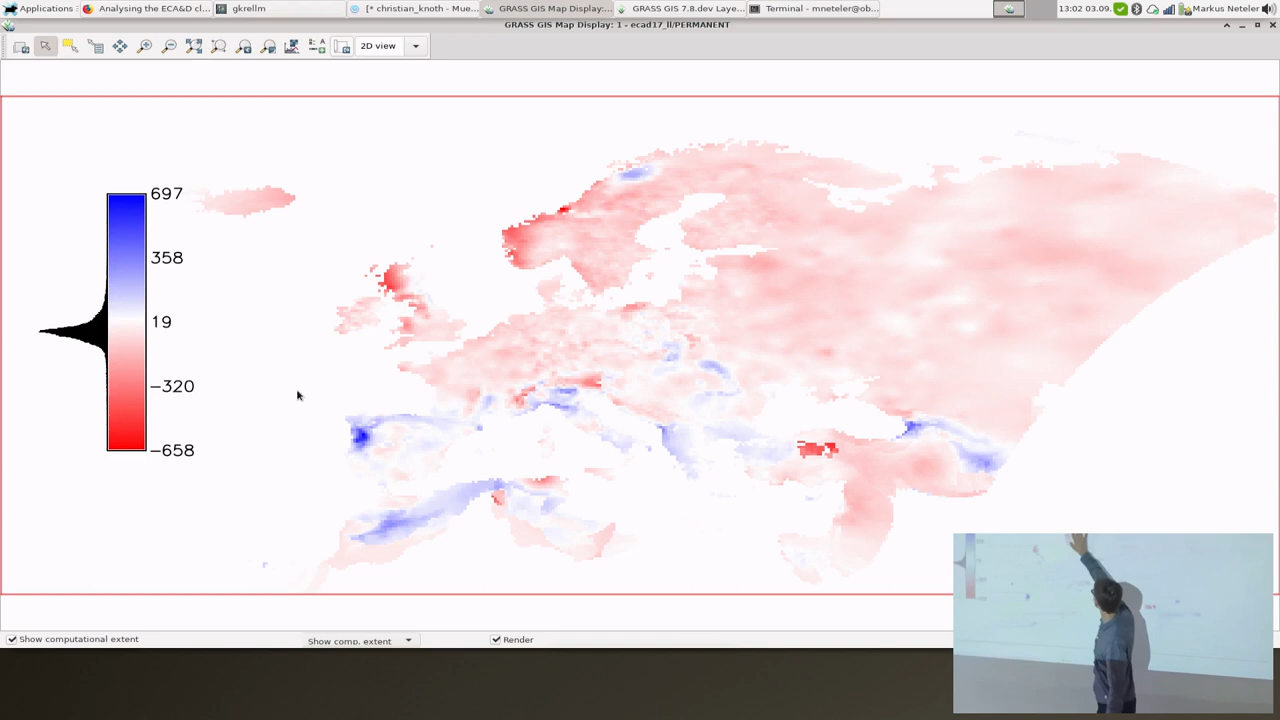 Applications
Analysing the ECA&D cl...
gkrellm
[* christian_knoth - Mue...
GRASS GIS Map Display:...
GRASS GIS 7.8.dev Laye...
Terminal - mneteler@ob...
13:02 03.09.
Markus Neteler
GRASS GIS Map Display: 1 - ecad17_ll/PERMANENT
2D view
697
358
19
−320
−658
Show computational extent
Show comp. extent
Render